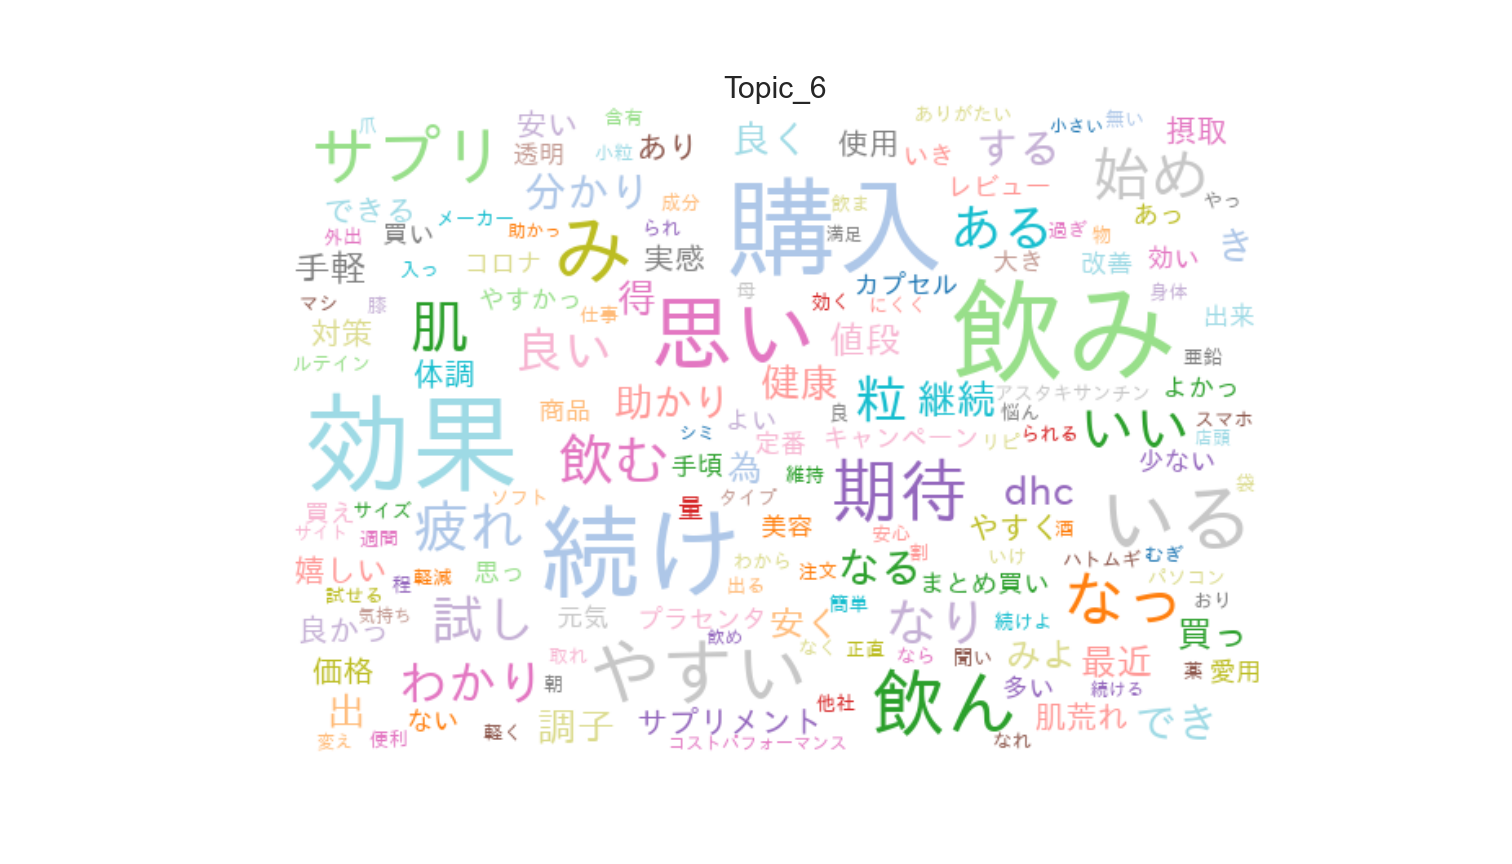 Topic_6
爪
サプリ
安い
含有
透明
小粒
あり
良く
使用
ありがたい
いき
する
小さい
無い
摂取
始め
分かり
成分
購入
飲ま
満足
レビュー
ある
過ぎ
物
あっ
やっ
き
できる
メーカー
外出
買い
助かっ
み
られ
実感
手軽
入っ
コロナ
大き
改善
効い
カプセル
身体
マシ
膝
やすかっ
得
母
効く
にくく
出来
対策
肌
仕事
思い
飲み
良い
値段
ルテイン
体調
亜鉛
健康
アスタキサンチン
よかっ
効果
商品
助かり
粒
継続
良
悩ん
よい
シミ
定番
キャンペーン
リピ
られる
いい
スマホ
店頭
飲む
手頃
為
維持
少ない
期待
dhc
いる
袋
買え
サイズ
ソフト
量
タイプ
サイト
週間
疲れ
続け
美容
安心
割
やすく
酒
嬉しい
程
軽減
思っ
わから
出る
注文
なる
いけ
まとめ買い
ハトムギ
むぎ
パソコン
試せる
気持ち
良かっ
試し
元気
プラセンタ
飲め
安く
簡単
なり
続けよ
なっ
おり
買っ
なく
正直
なら
聞い
みよ
最近
薬
愛用
価格
わかり
取れ
朝
やすい
他社
飲ん
多い
続ける
出
ない
軽く
調子
サプリメント
肌荒れ
でき
変え
便利
コストパフォーマンス
なれ